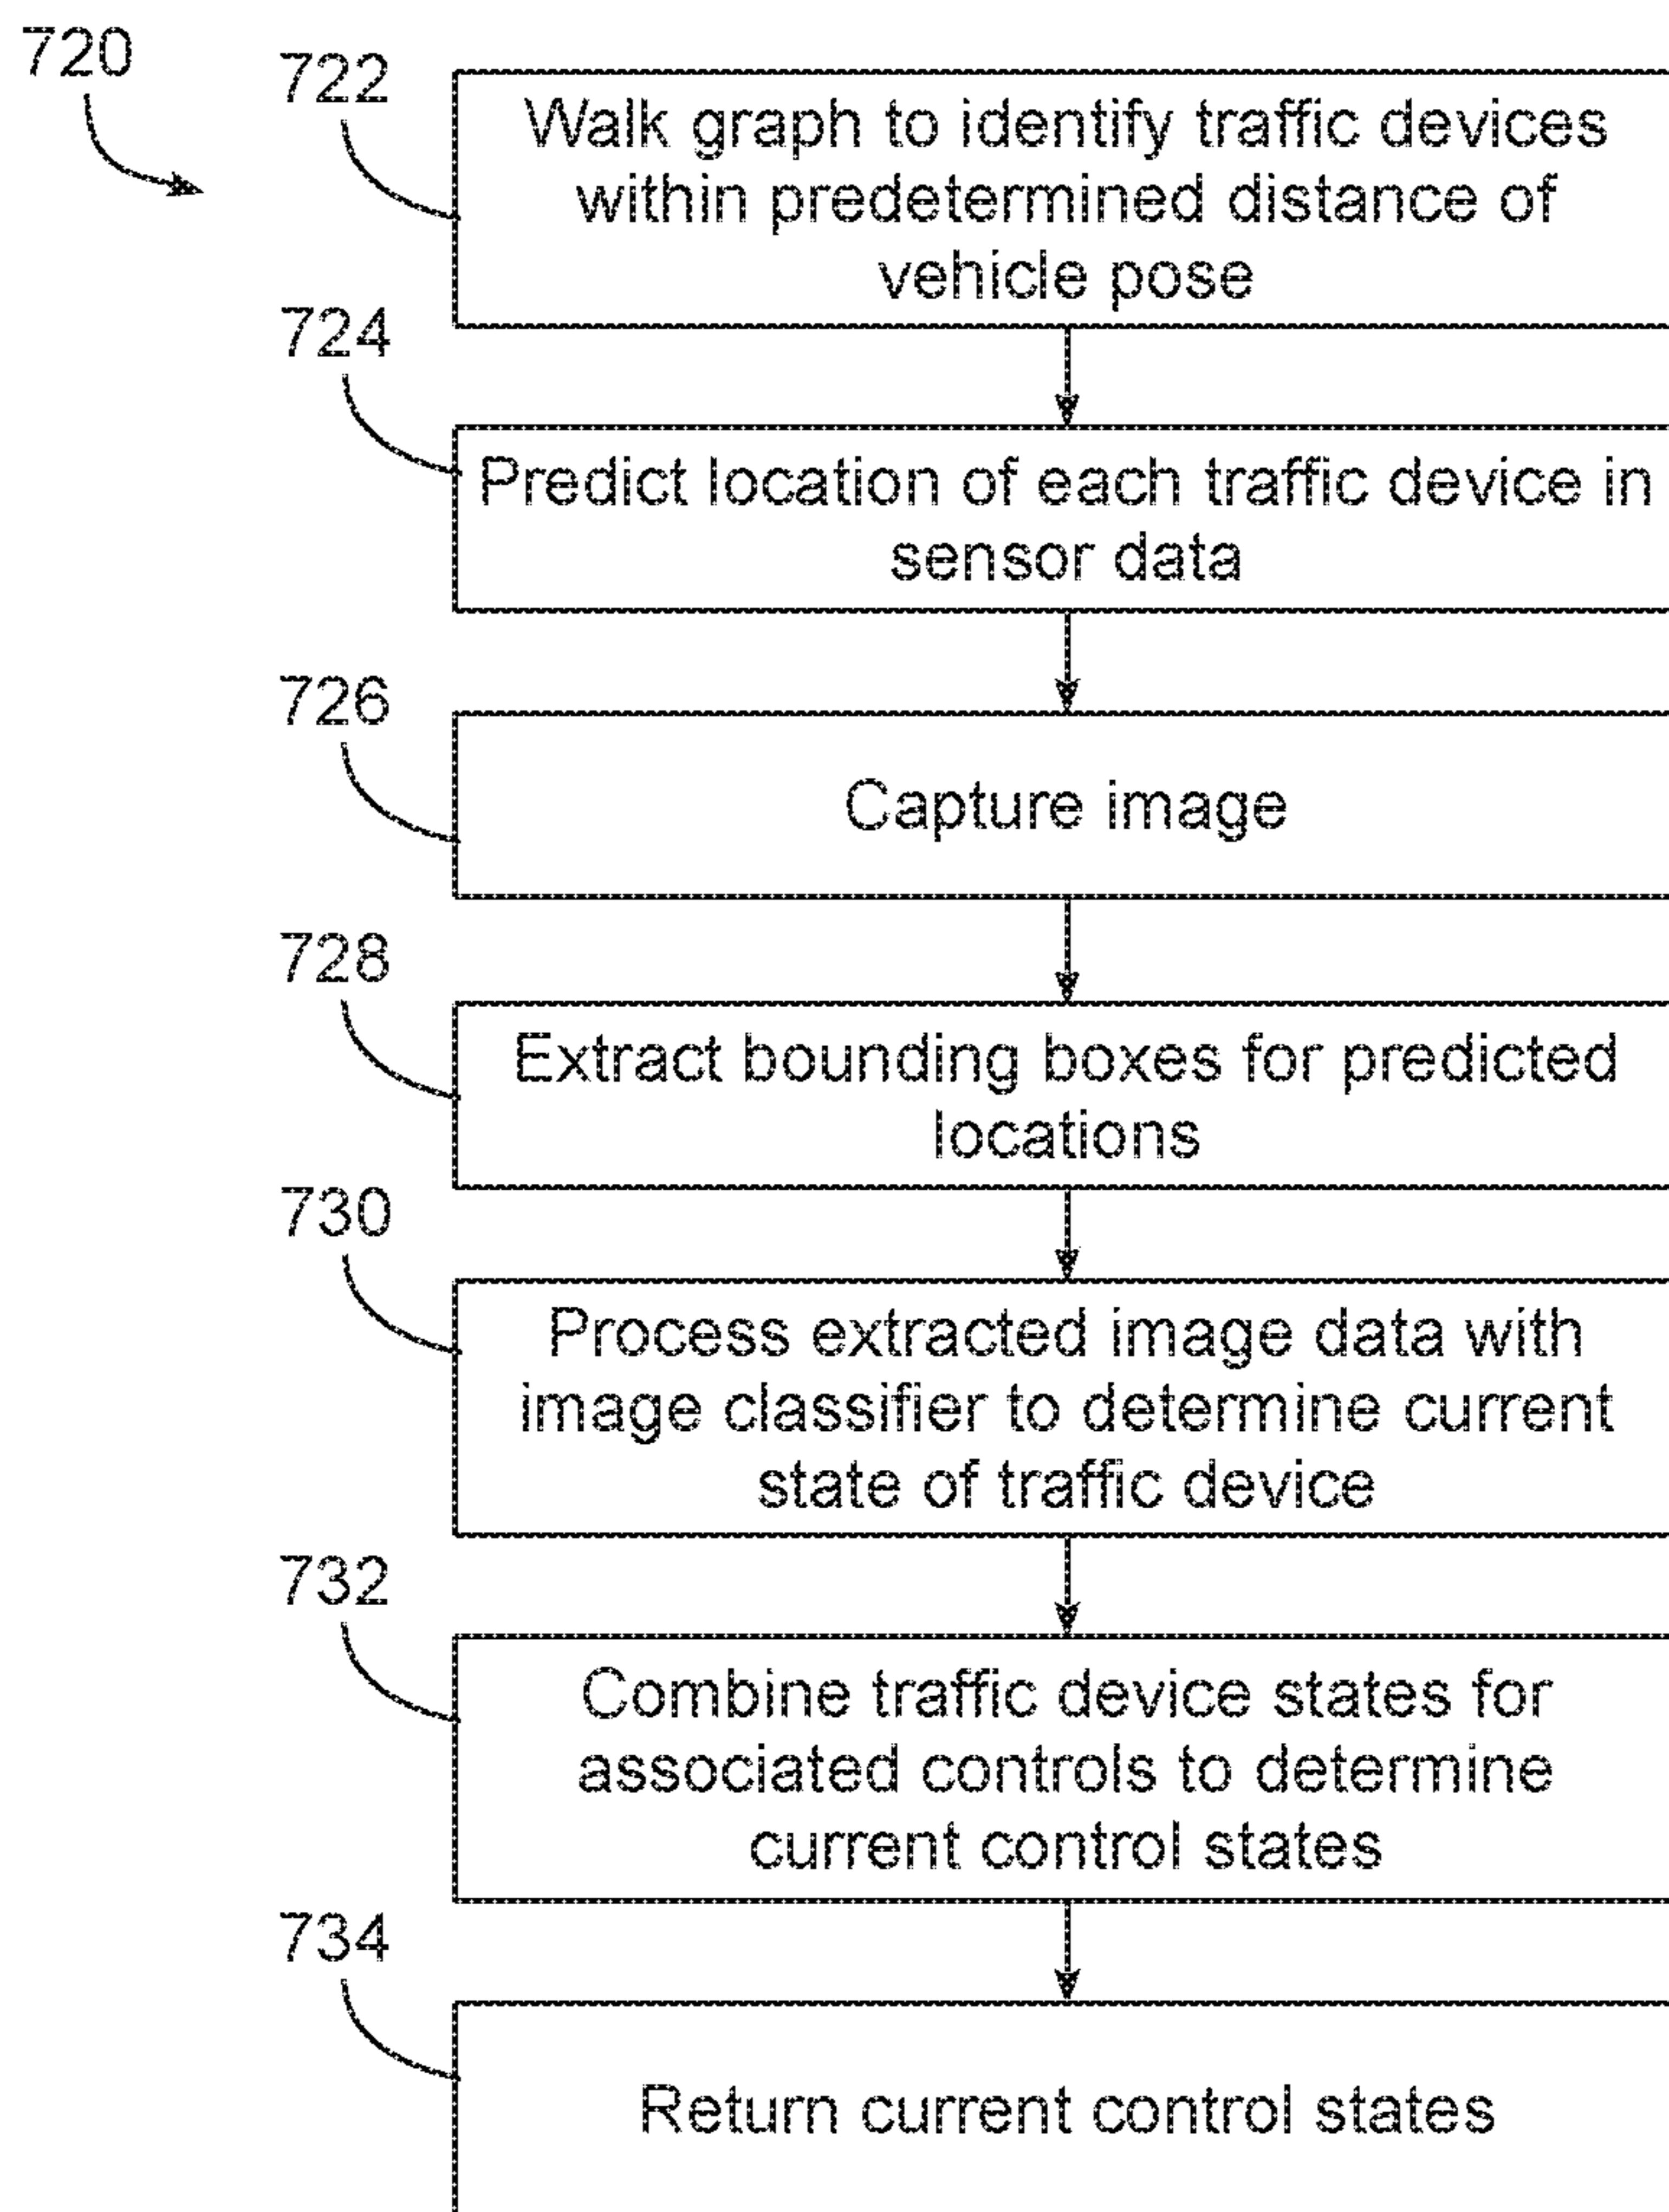 720
722
Walk graph to identify traffic devices
within predetermined distance of
vehicle pose
724
Predict location of each traffic device in
sensor data
726
Capture image
728
Extract bounding boxes for predicted
locations
730
Process extracted image data with
image classifier to determine current
state of traffic device
732
Combine traffic device states for
associated controls to determine
current control states
734
Return current control states